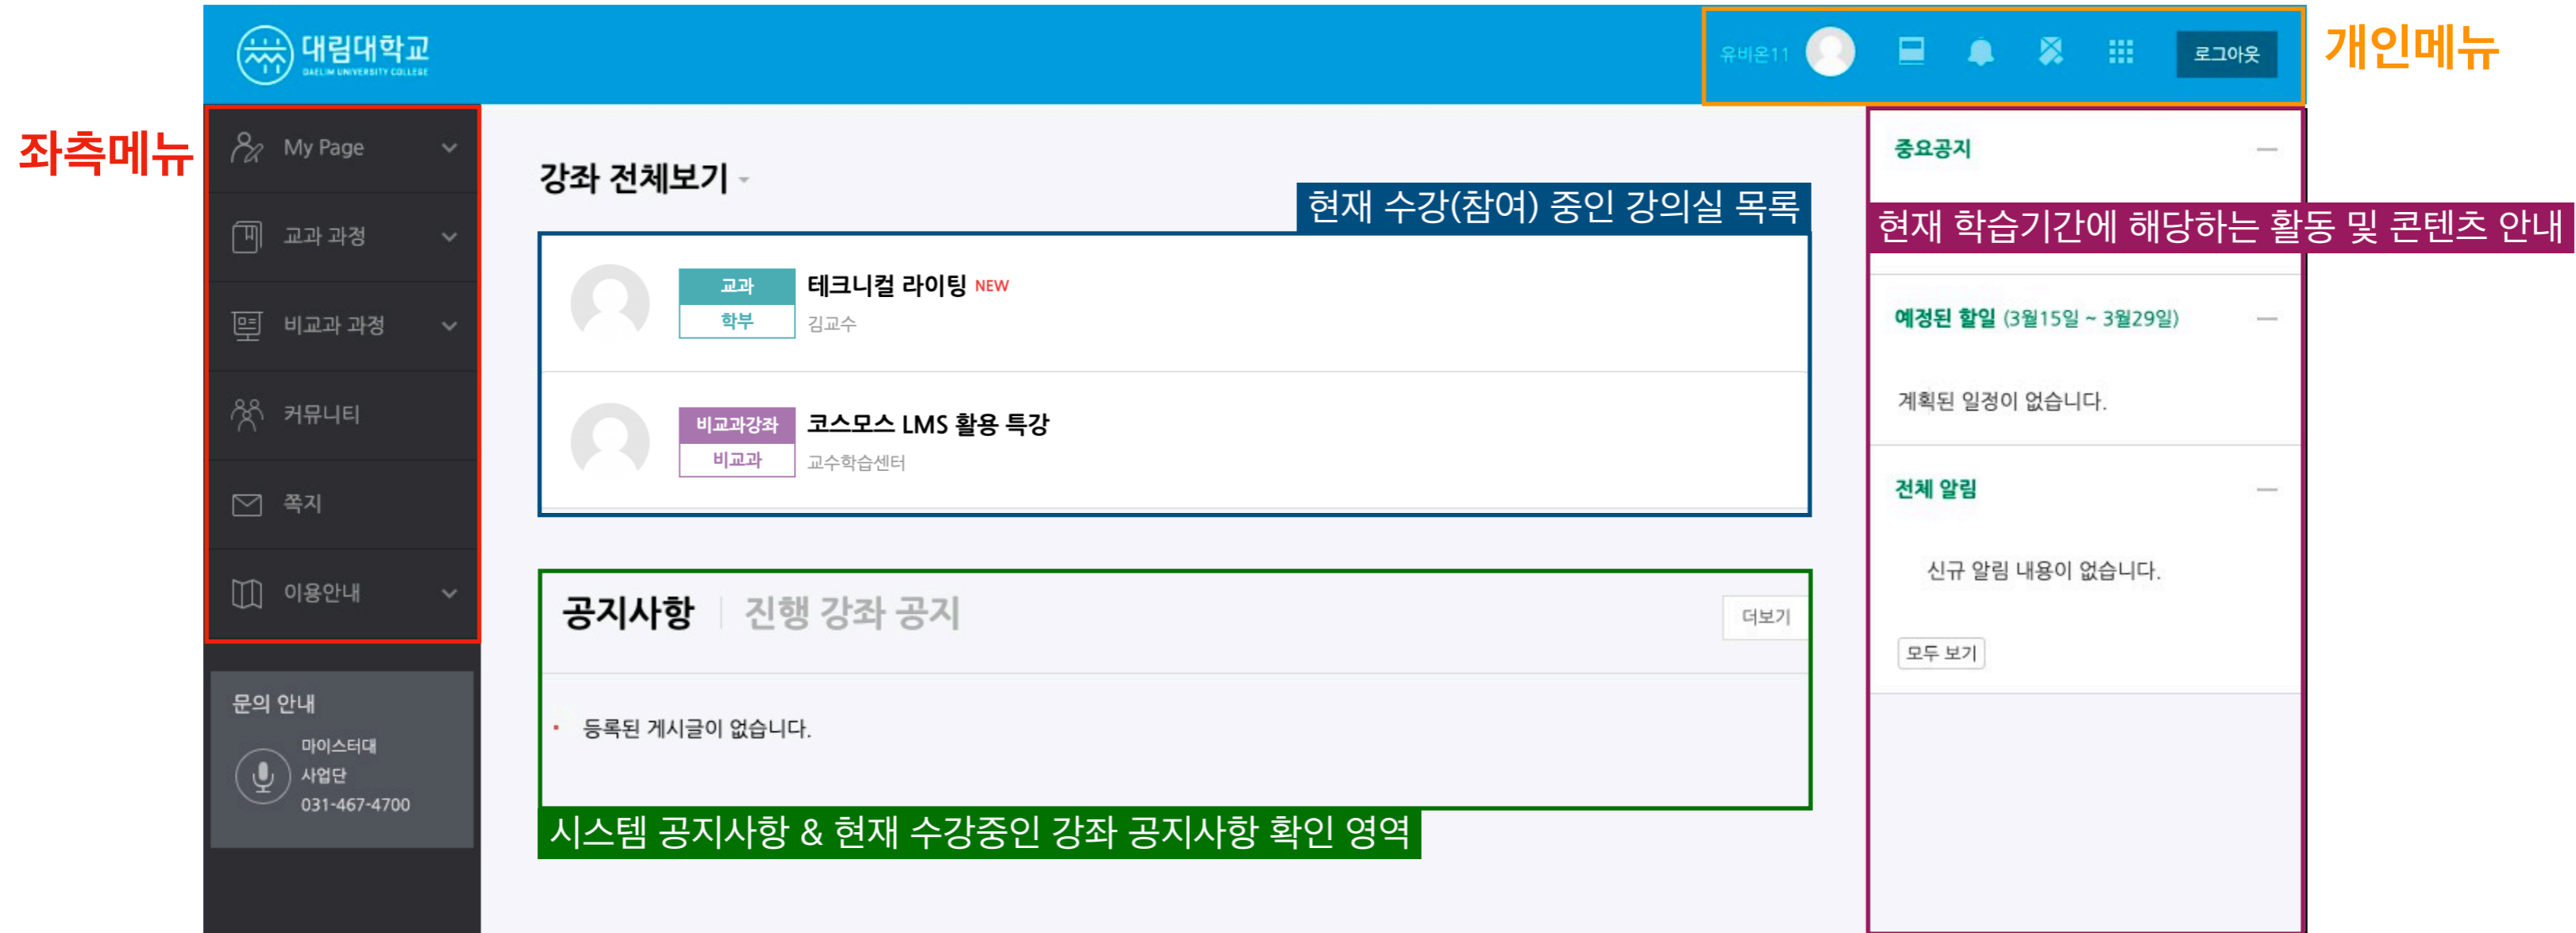 대림대학교
DAELIM UNIVERSITY COLLEGE
유비온11
로그아웃
개인메뉴
좌측메뉴
My Page
교과 과정
비교과 과정
커뮤니티
쪽지
이용안내
문의 안내
마이스터대
사업단
031-467-4700
강좌 전체보기
현재 수강(참여) 중인 강의실 목록
교과
학부
테크니컬 라이팅 NEW
김교수
비교과강좌
비교과
코스모스 LMS 활용 특강
교수학습센터
공지사항
진행 강좌 공지
더보기
등록된 게시글이 없습니다.
시스템 공지사항 & 현재 수강중인 강좌 공지사항 확인 영역
중요공지
현재 학습기간에 해당하는 활동 및 콘텐츠 안내
예정된 할일 (3월15일 ~ 3월29일)
계획된 일정이 없습니다.
전체 알림
신규 알림 내용이 없습니다.
모두 보기